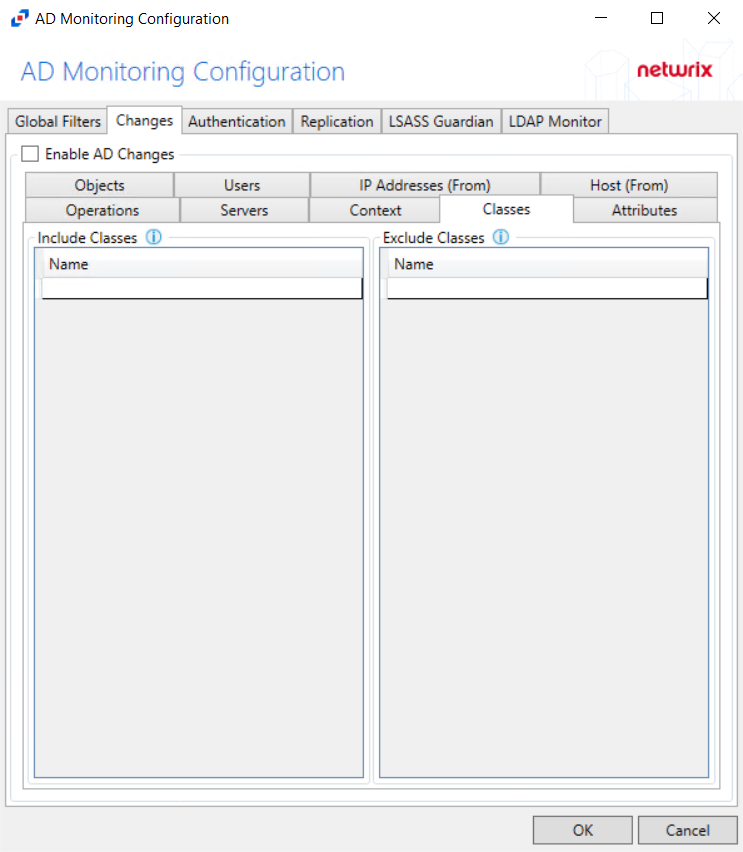 AD Monitoring Configuration
AD Monitoring Configuration
netwrix
Global Filters Changes Authentication Replication LSASS Guardian LDAP Monitor
Enable AD Changes
Objects Users IP Addresses (From) Host (From)
Operations Servers Context Classes Attributes
Include Classes Exclude Classes
Name Name
OK Cancel